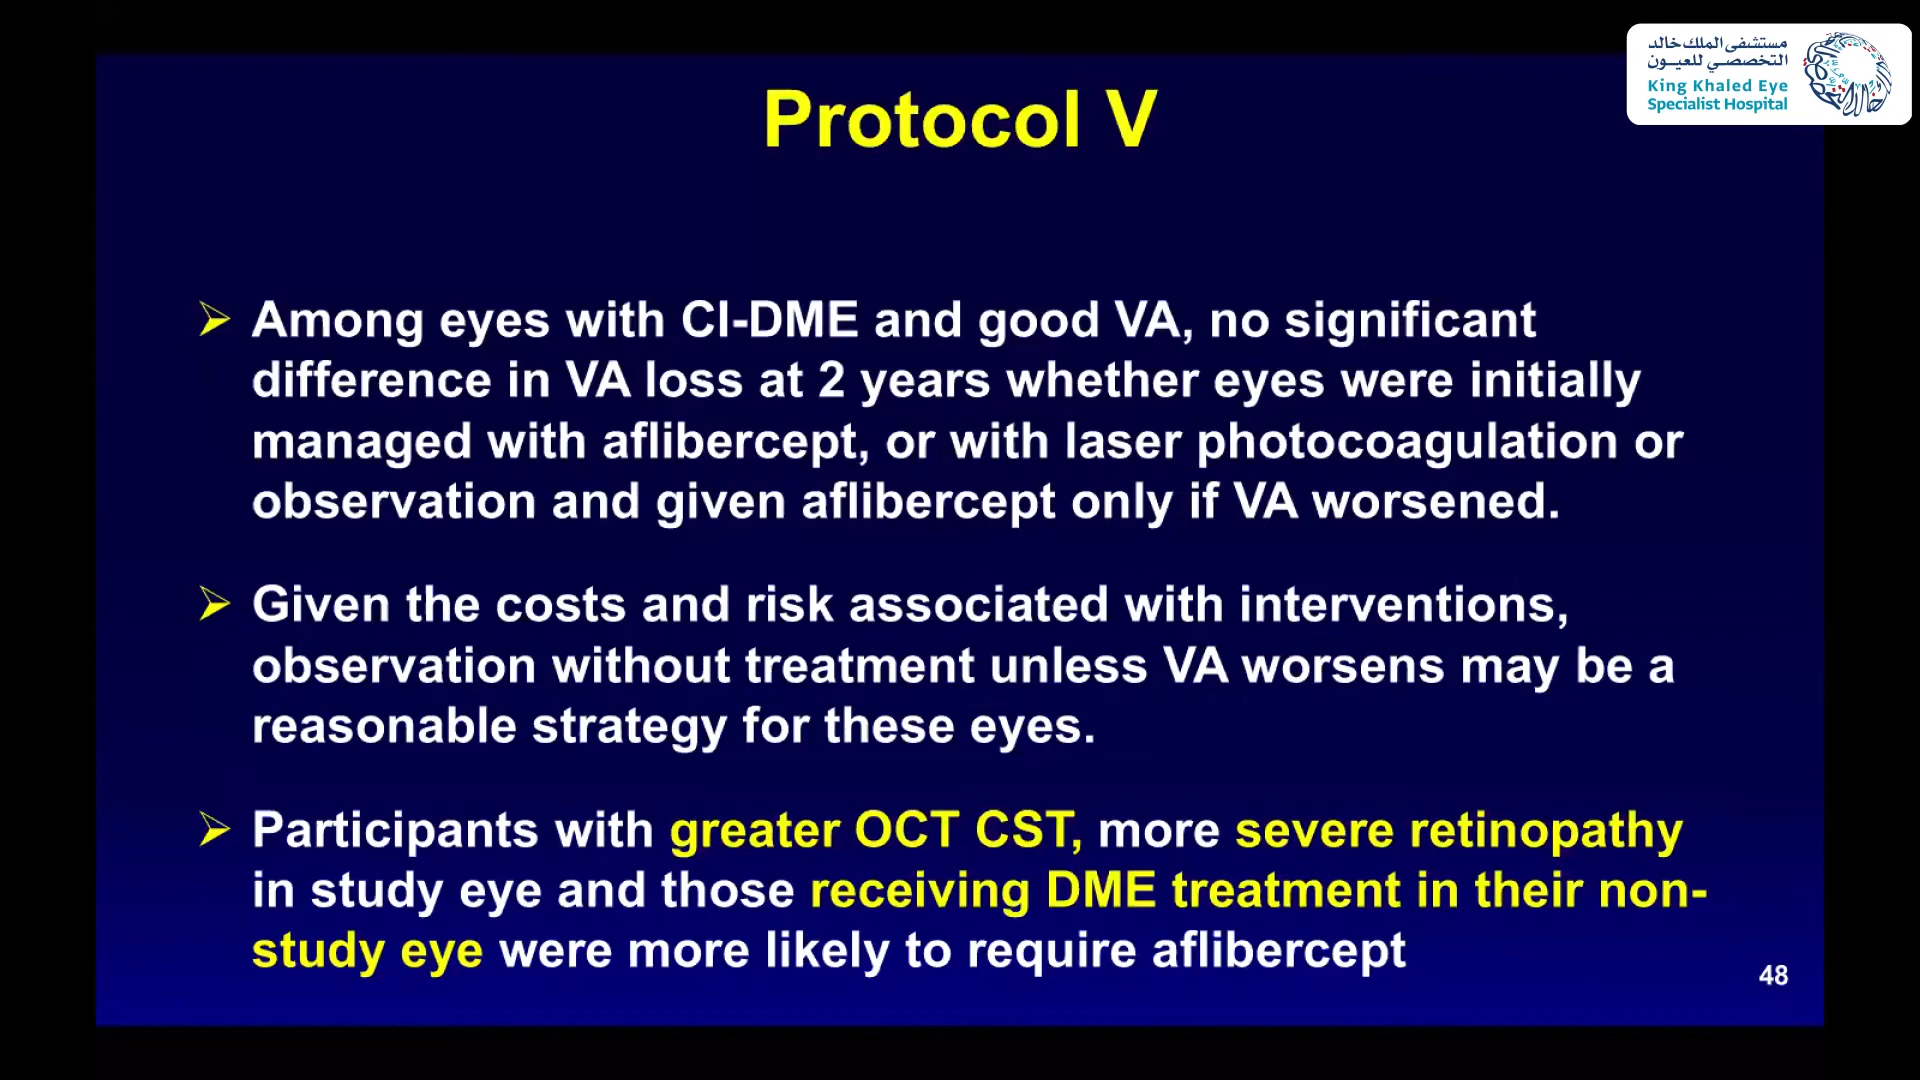 مستشفى الملك خالد
التخصصي للعيون
King Khaled Eye
Specialist Hospital
Protocol V
➢ Among eyes with CI-DME and good VA, no significant
difference in VA loss at 2 years whether eyes were initially
managed with aflibercept, or with laser photocoagulation or
observation and given aflibercept only if VA worsened.
➢ Given the costs and risk associated with interventions,
observation without treatment unless VA worsens may be a
reasonable strategy for these eyes.
➢ Participants with greater OCT CST, more severe retinopathy
in study eye and those receiving DME treatment in their non-
study eye were more likely to require aflibercept
48